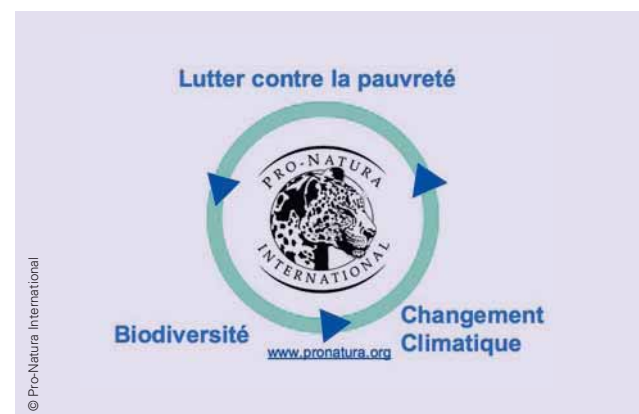 Lutter contre la pauvreté
PRO-NATURA
INTERNATIONAL
Biodiversité
Changement
Climatique
www.pronatura.org
© Pro-Natura International